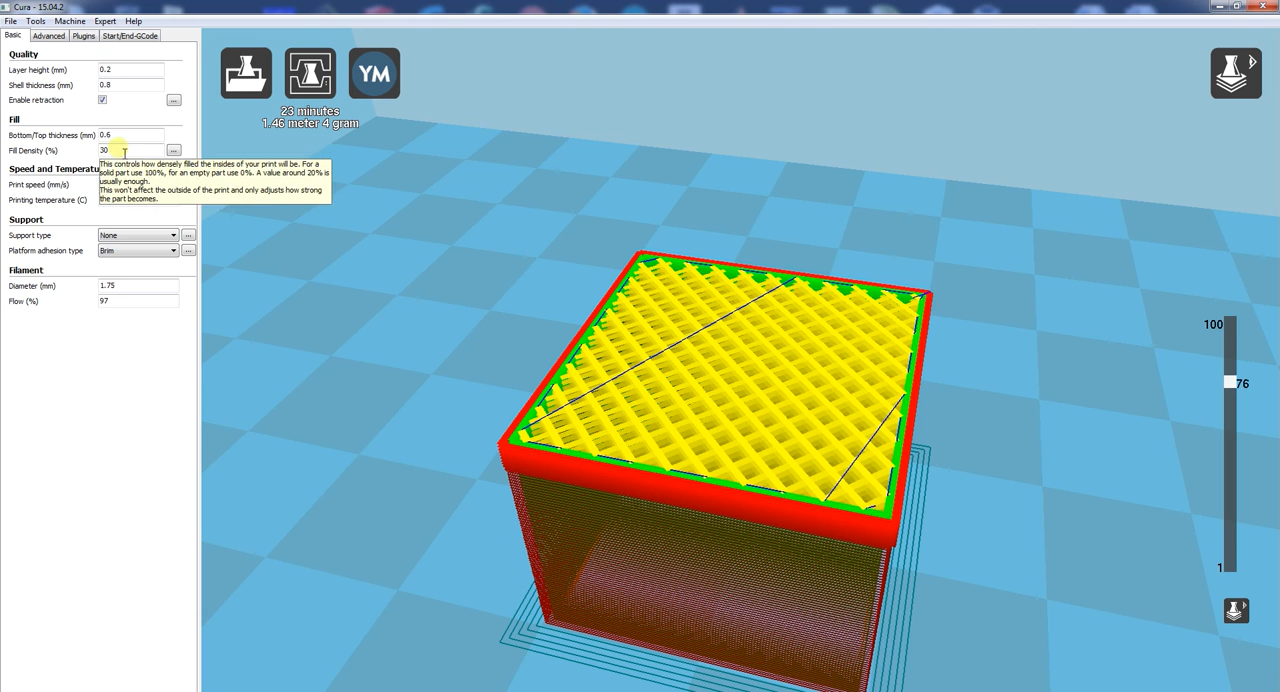 Cura - 15.04.2
File Tools Machine Expert Help
Basic Advanced Plugins Start/End-GCode
Quality
Layer height (mm) 0.2
Shell thickness (mm) 0.8
Enable retraction ...
Fill
Bottom/Top thickness (mm) 0.6
Fill Density (%) 30 ...
This controls how densely filled the insides of your print will be. For a
solid part use 100%, for an empty part use 0%. A value around 20% is
usually enough.
This won't affect the outside of the print and only adjusts how strong
the part becomes.
Speed and Temperatu
Print speed (mm/s)
Printing temperature (C)
Support
Support type None ...
Platform adhesion type Brim ...
Filament
Diameter (mm) 1.75
Flow (%) 97
YM
23 minutes
1.46 meter 4 gram
100
76
1